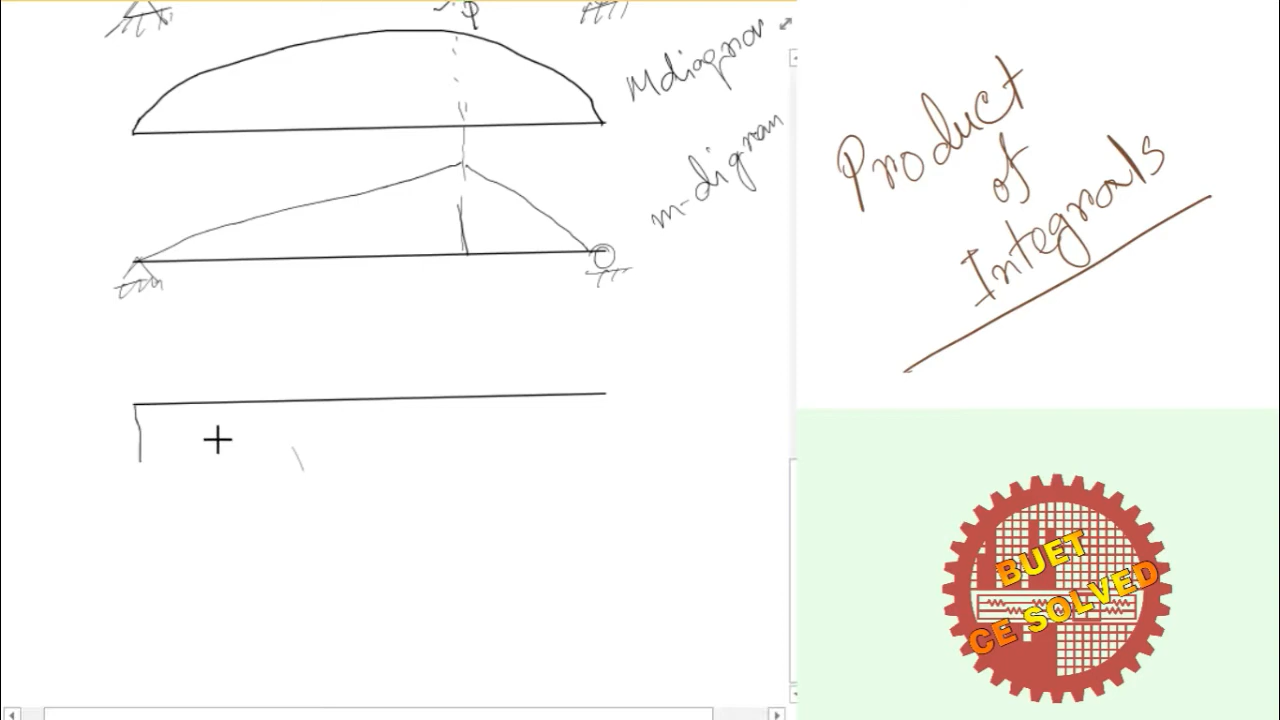 φ
M diagram
m-digram
Product
of
Integrals
BUET
CE SOLVED